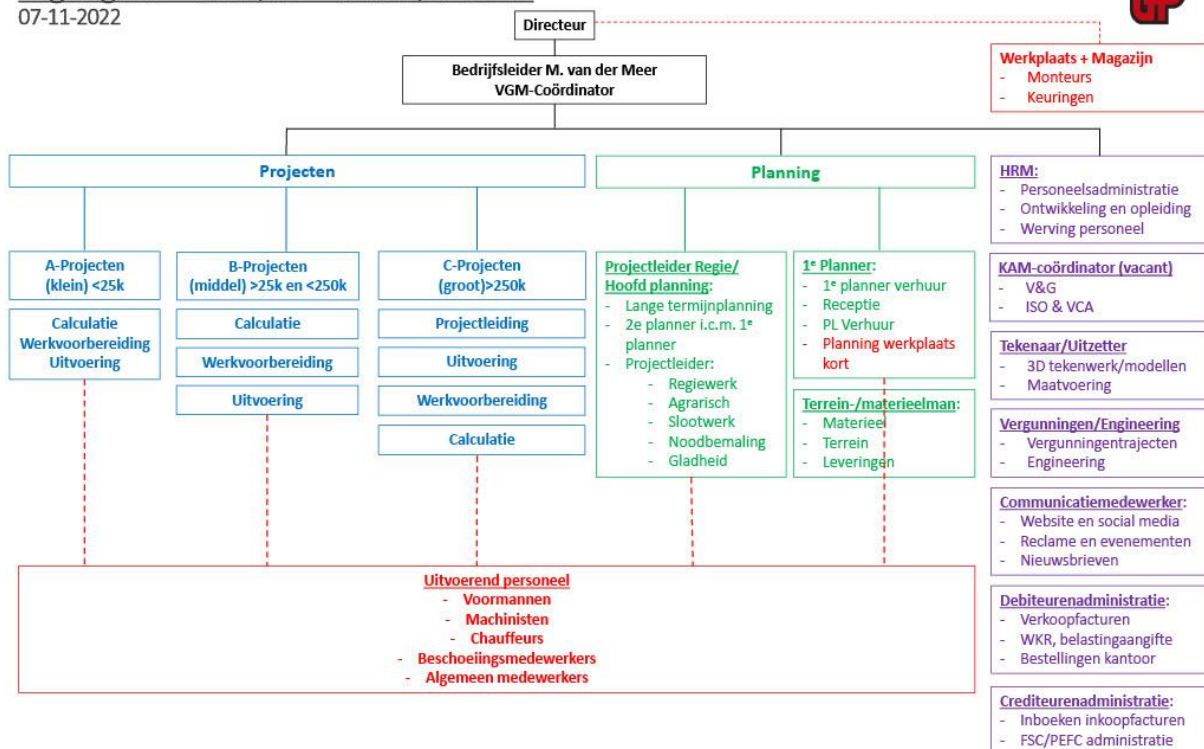 07-11-2022
Directeur
Bedrijfsleider M. van der Meer
VGM-Coördinator
Werkplaats + Magazijn
- Monteurs
- Keuringen
Projecten
Planning
A-Projecten
(klein) <25k
Calculatie
Werkvoorbereiding
Uitvoering
B-Projecten
(middel) >25k en <250k
Calculatie
Werkvoorbereiding
Uitvoering
C-Projecten
(groot)>250k
Projectleiding
Uitvoering
Werkvoorbereiding
Calculatie
Projectleider Regie/
Hoofd planning:
- Lange termijnplanning
- 2e planner i.c.m. 1e
planner
- Projectleider:
- Regiewerk
- Agrarisch
- Slootwerk
- Noodbemaling
- Gladheid
1e Planner:
- 1e planner verhuur
- Receptie
- PL Verhuur
- Planning werkplaats
kort
Terrein-/materieelman:
- Materieel
- Terrein
- Leveringen
HRM:
- Personeelsadministratie
- Ontwikkeling en opleiding
- Werving personeel
KAM-coördinator (vacant)
- V&G
- ISO & VCA
Tekenaar/Uitzetter
- 3D tekenwerk/modellen
- Maatvoering
Vergunningen/Engineering
- Vergunningentrajecten
- Engineering
Communicatiemedewerker:
- Website en social media
- Reclame en evenementen
- Nieuwsbrieven
Debiteurenadministratie:
- Verkoopfacturen
- WKR, belastingaangifte
- Bestellingen kantoor
Crediteurenadministratie:
- Inboeken inkoopfacturen
- FSC/PEFC administratie
Uitvoerend personeel
- Voormannen
- Machinisten
- Chauffeurs
- Beschoeiingsmedewerkers
- Algemeen medewerkers